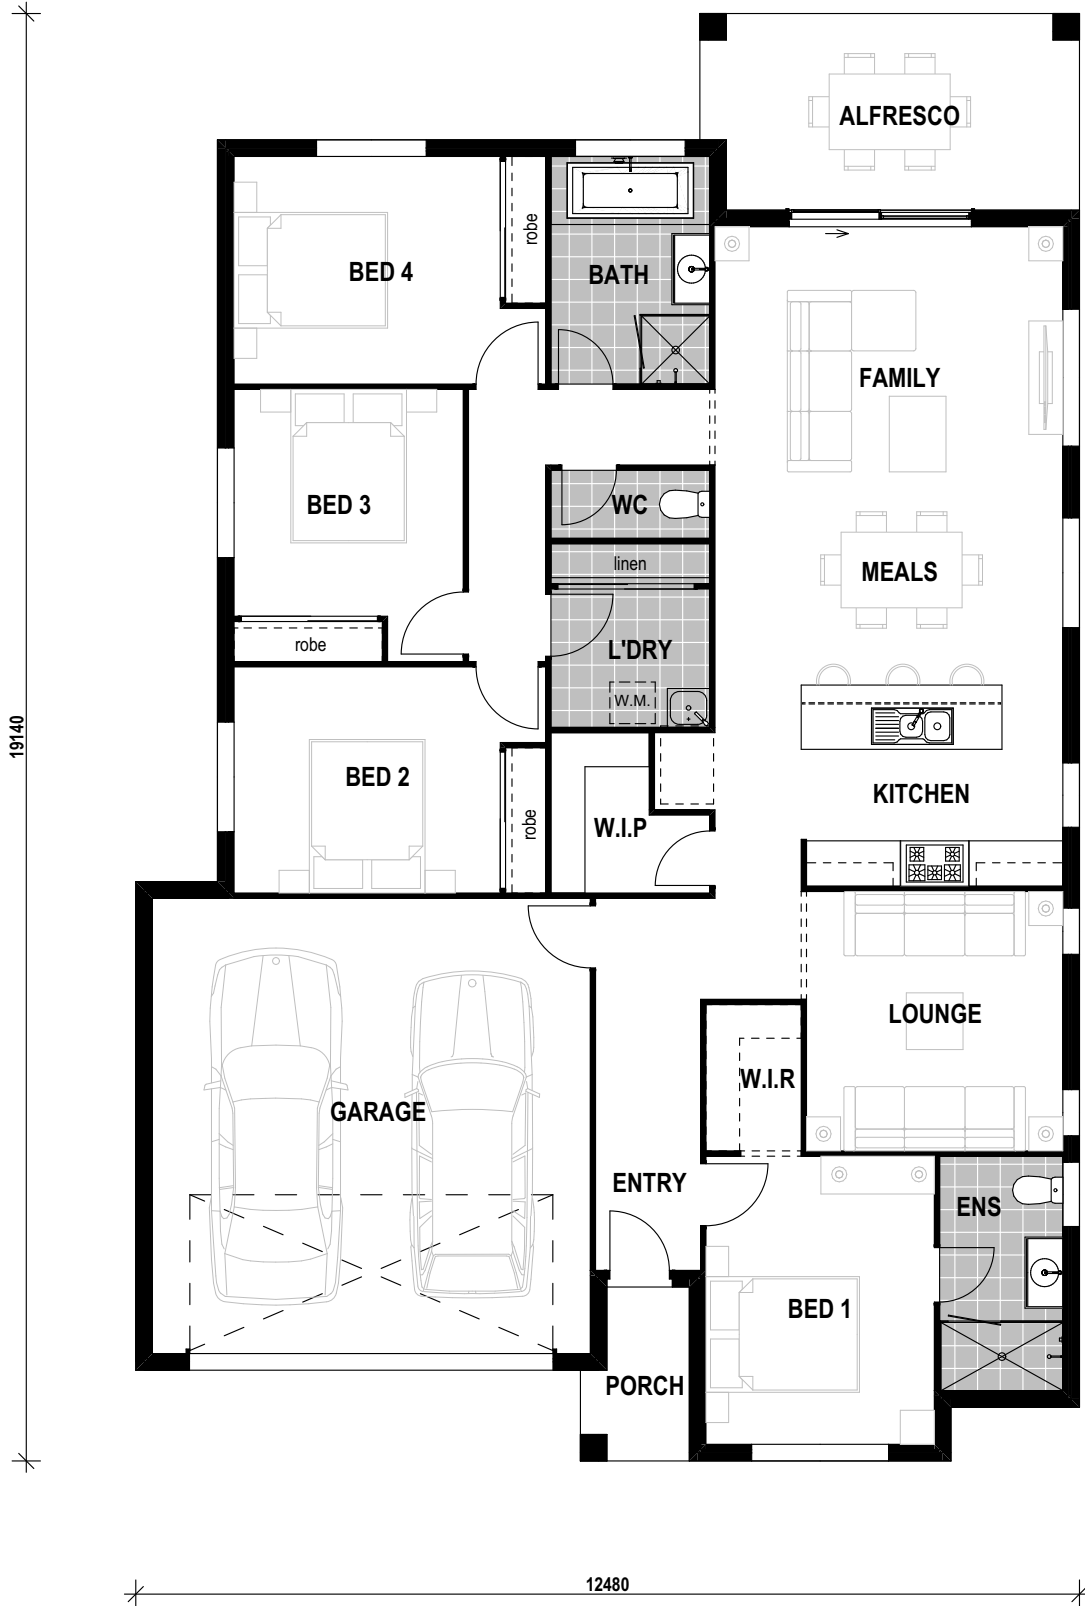 ALFRESCO
robe
BED 4
BATH
FAMILY
BED 3
WC
linen
MEALS
robe
L'DRY
W.M.
19140
BED 2
KITCHEN
robe
W.I.P
LOUNGE
W.I.R
GARAGE
ENTRY
ENS
BED 1
PORCH
12480